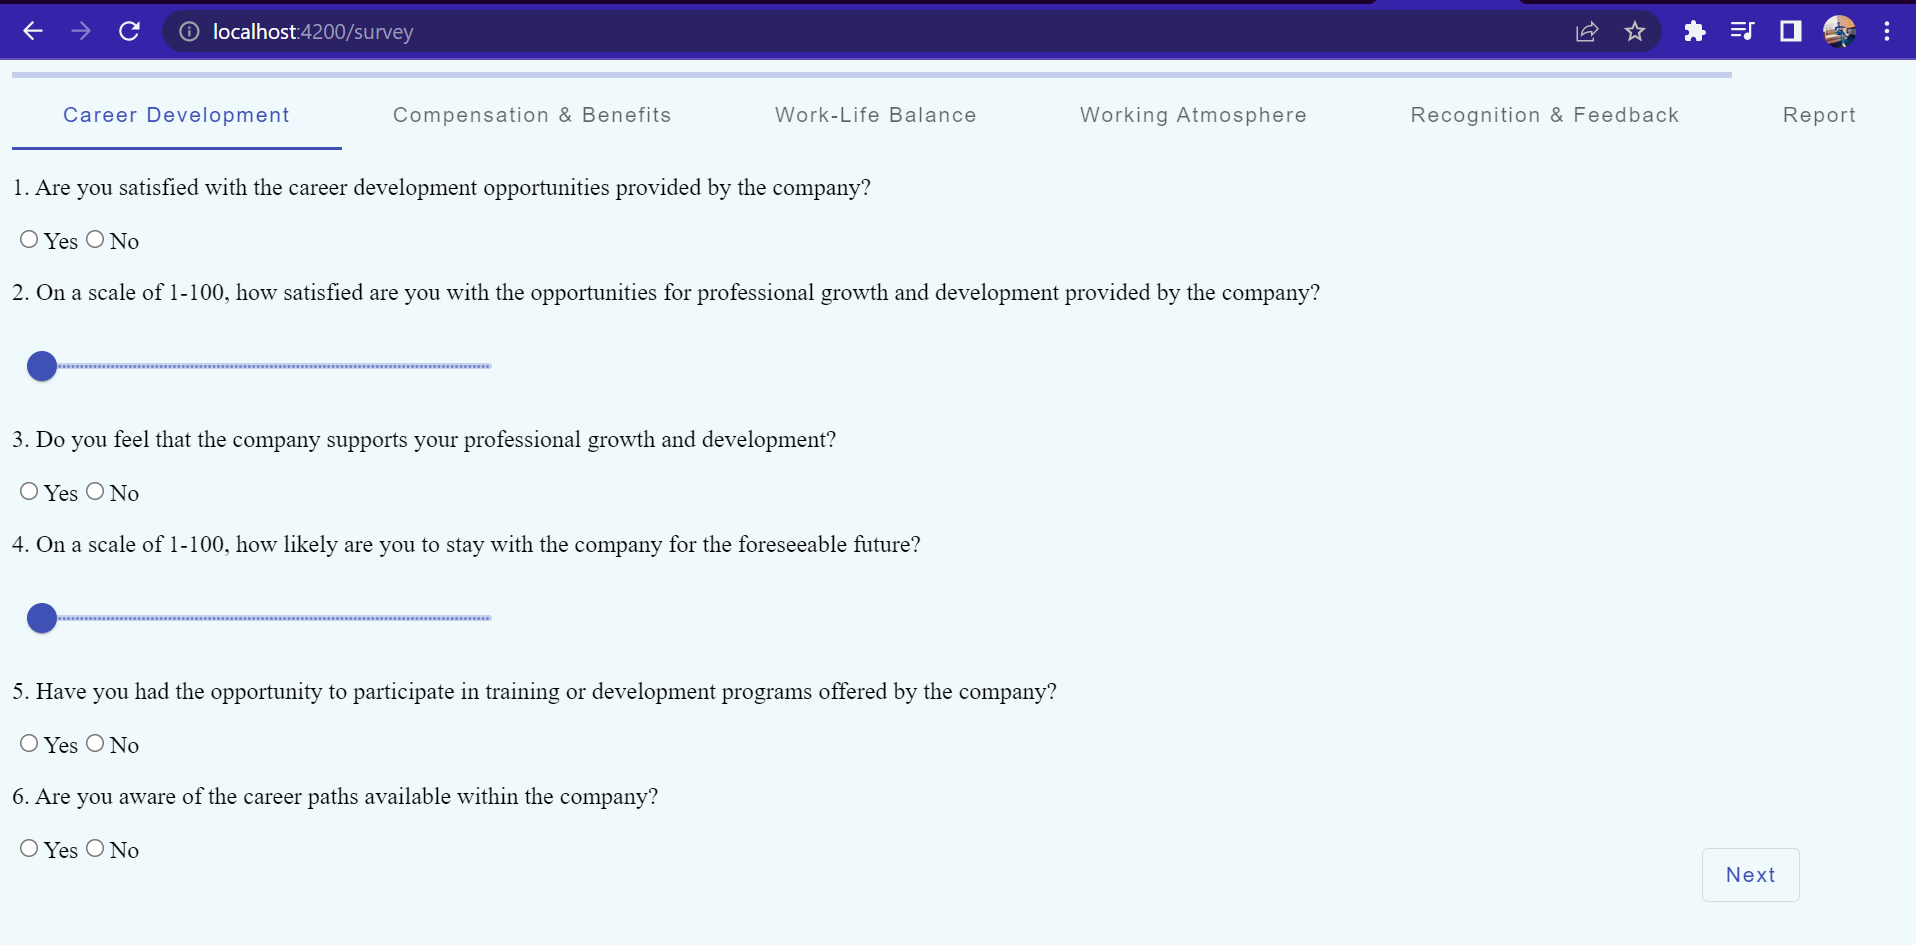 localhost:4200/survey
Career Development Compensation & Benefits Work-Life Balance Working Atmosphere Recognition & Feedback Report
1. Are you satisfied with the career development opportunities provided by the company?
Yes No
2. On a scale of 1-100, how satisfied are you with the opportunities for professional growth and development provided by the company?
3. Do you feel that the company supports your professional growth and development?
Yes No
4. On a scale of 1-100, how likely are you to stay with the company for the foreseeable future?
5. Have you had the opportunity to participate in training or development programs offered by the company?
Yes No
6. Are you aware of the career paths available within the company?
Yes No
Next